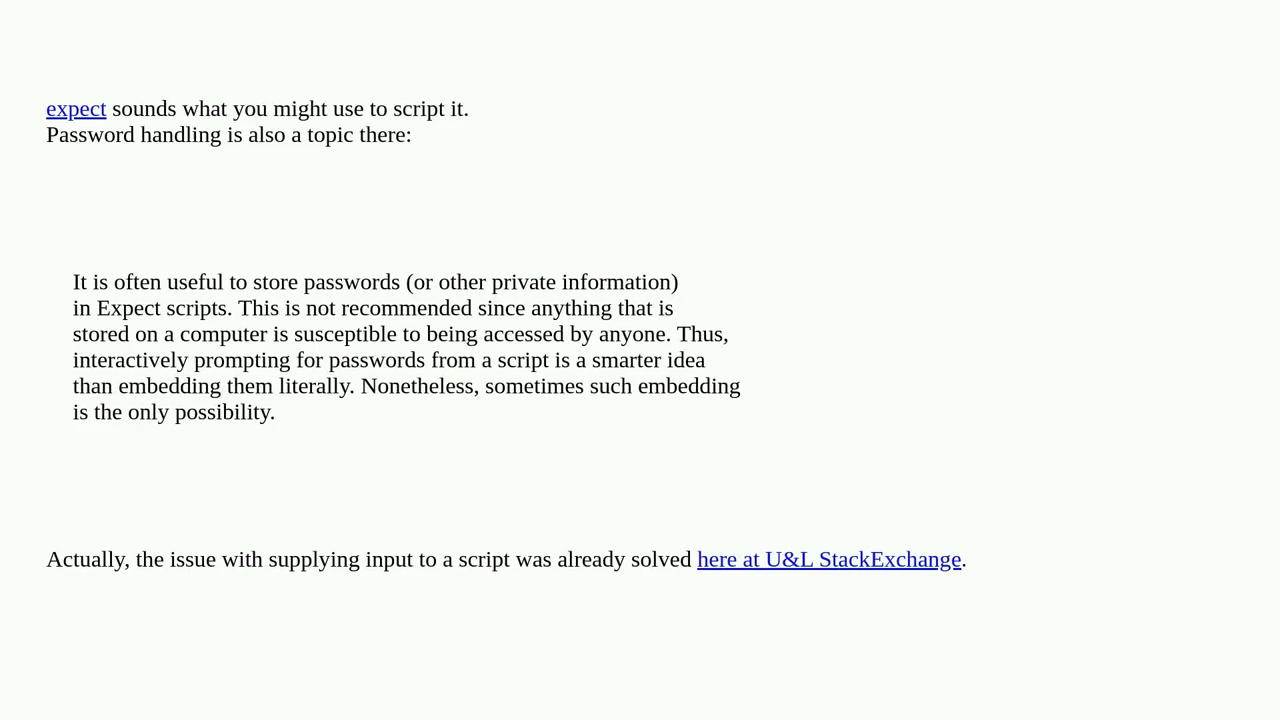 expect sounds what you might use to script it.
Password handling is also a topic there:
It is often useful to store passwords (or other private information)
in Expect scripts. This is not recommended since anything that is
stored on a computer is susceptible to being accessed by anyone. Thus,
interactively prompting for passwords from a script is a smarter idea
than embedding them literally. Nonetheless, sometimes such embedding
is the only possibility.
Actually, the issue with supplying input to a script was already solved here at U&L StackExchange.